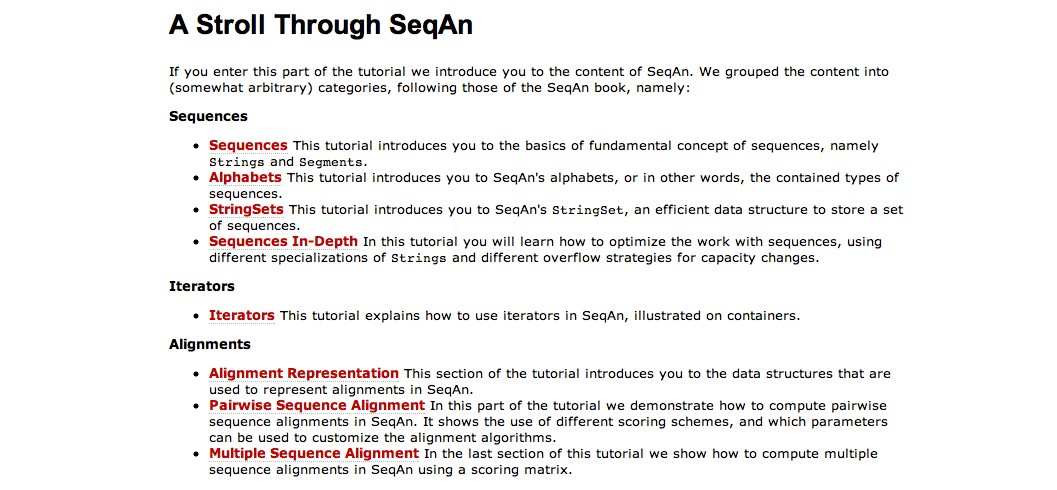 A Stroll Through SeqAn
If you enter this part of the tutorial we introduce you to the content of SeqAn. We grouped the content into
(somewhat arbitrary) categories, following those of the SeqAn book, namely:
Sequences
• Sequences This tutorial introduces you to the basics of fundamental concept of sequences, namely
Strings and Segments.
• Alphabets This tutorial introduces you to SeqAn's alphabets, or in other words, the contained types of
sequences.
• StringSets This tutorial introduces you to SeqAn's StringSet, an efficient data structure to store a set
of sequences.
• Sequences In-Depth In this tutorial you will learn how to optimize the work with sequences, using
different specializations of Strings and different overflow strategies for capacity changes.
Iterators
• Iterators This tutorial explains how to use iterators in SeqAn, illustrated on containers.
Alignments
• Alignment Representation This section of the tutorial introduces you to the data structures that are
used to represent alignments in SeqAn.
• Pairwise Sequence Alignment In this part of the tutorial we demonstrate how to compute pairwise
sequence alignments in SeqAn. It shows the use of different scoring schemes, and which parameters
can be used to customize the alignment algorithms.
• Multiple Sequence Alignment In the last section of this tutorial we show how to compute multiple
sequence alignments in SeqAn using a scoring matrix.